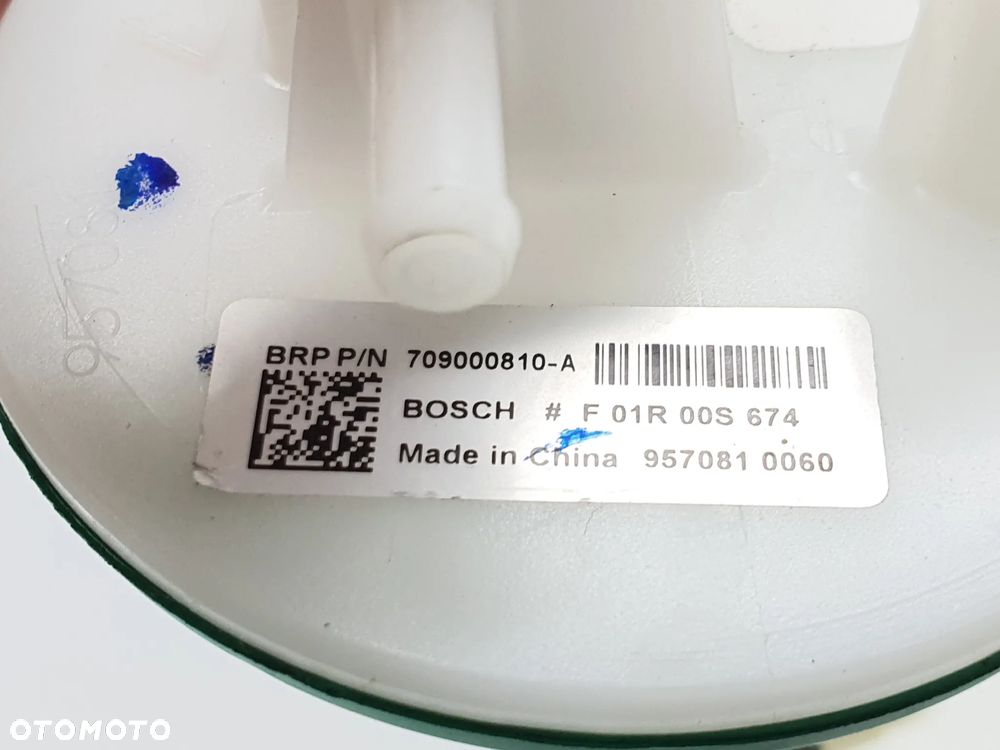 BRP P/N 709000810-A
BOSCH # F 01R 00S 674
Made in China 957081 0060
OTOMOTO